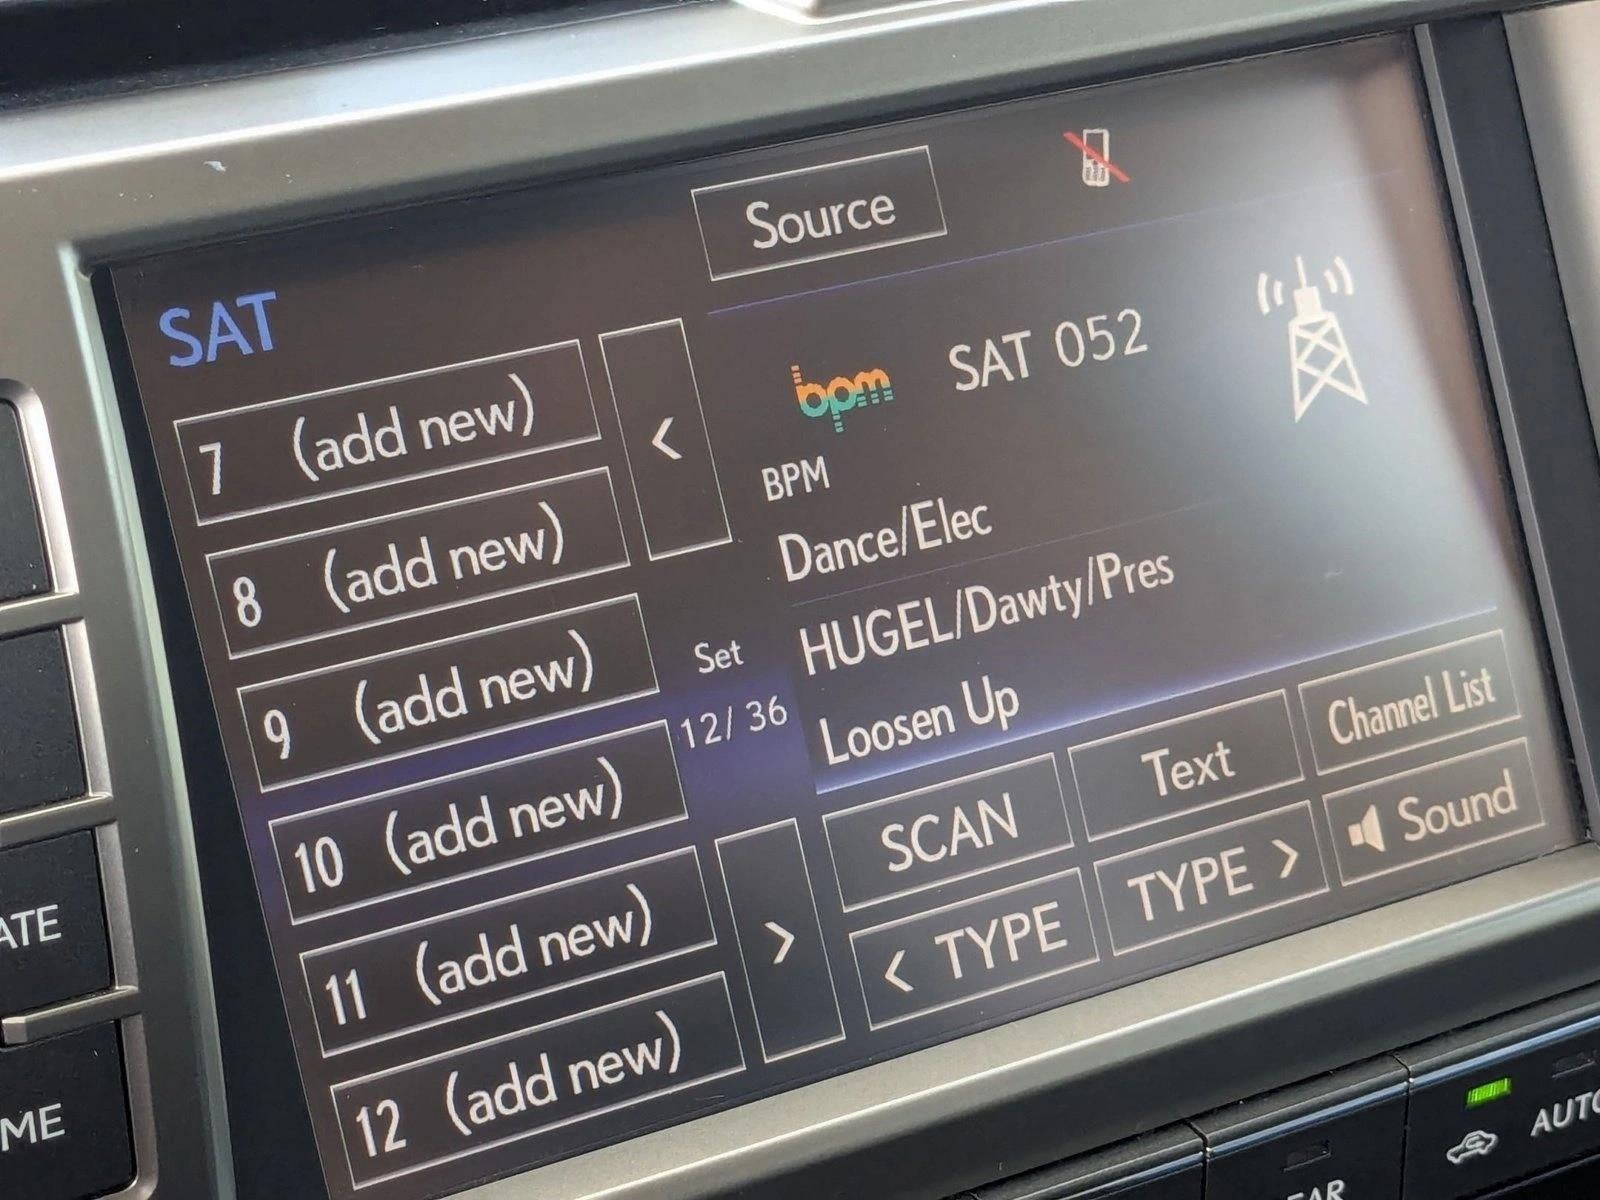 Source
SAT
7 (add new)
8 (add new)
9 (add new)
10 (add new)
11 (add new)
12 (add new)
<
Set
12/ 36
>
bpm
SAT 052
BPM
Dance/Elec
HUGEL/Dawty/Pres
Loosen Up
SCAN
Text
Channel List
< TYPE
TYPE >
Sound
ATE
ME
EAR
AUTO